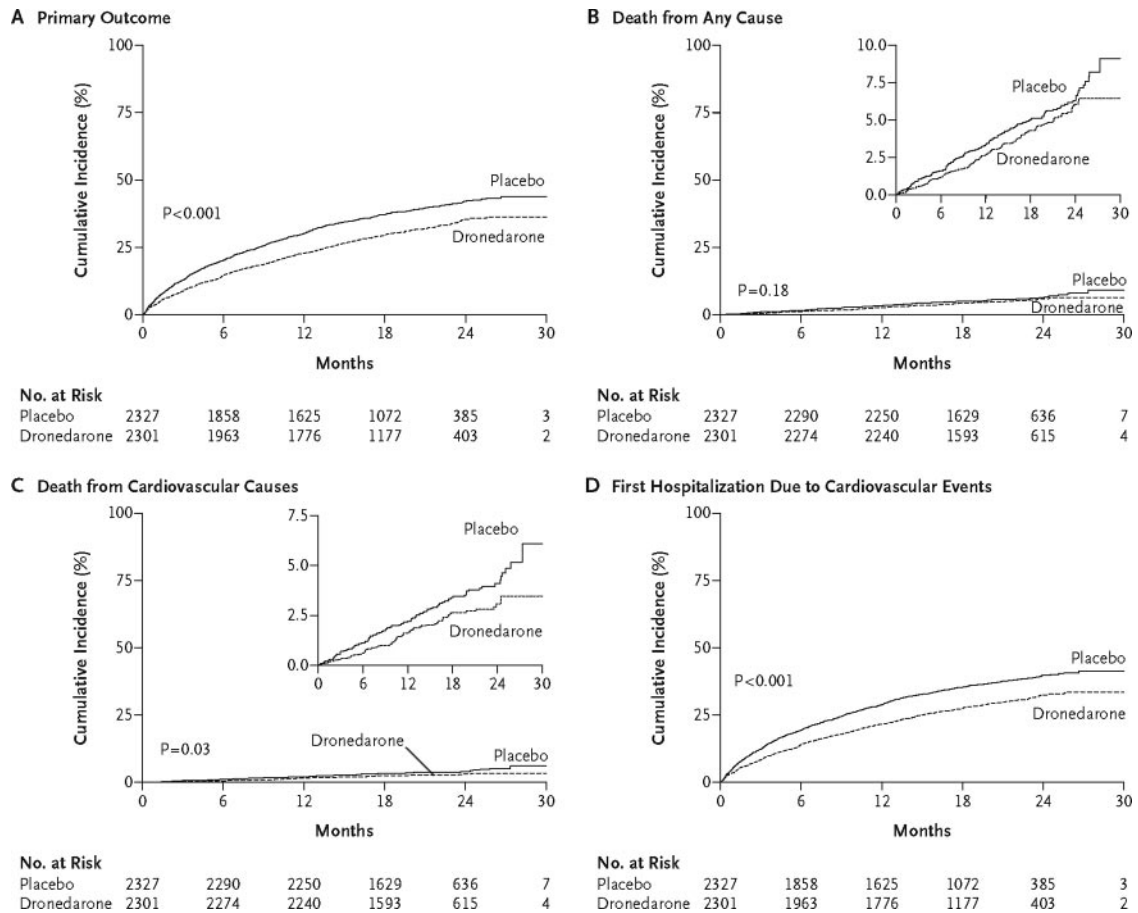 A Primary Outcome
100
75
50
25
0
Cumulative Incidence (%)
P<0.001
Placebo
Dronedarone
0 6 12 18 24 30
Months
No. at Risk
Placebo 2327 1858 1625 1072 385 3
Dronedarone 2301 1963 1776 1177 403 2
B Death from Any Cause
100
75
50
25
0
Cumulative Incidence (%)
10.0
7.5
5.0
2.5
0.0
Placebo
Dronedarone
0 6 12 18 24 30
P=0.18
Placebo
Dronedarone
0 6 12 18 24 30
Months
No. at Risk
Placebo 2327 2290 2250 1629 636 7
Dronedarone 2301 2274 2240 1593 615 4
C Death from Cardiovascular Causes
100
75
50
25
0
Cumulative Incidence (%)
7.5
5.0
2.5
0.0
Placebo
Dronedarone
0 6 12 18 24 30
P=0.03
Dronedarone
Placebo
0 6 12 18 24 30
Months
No. at Risk
Placebo 2327 2290 2250 1629 636 7
Dronedarone 2301 2274 2240 1593 615 4
D First Hospitalization Due to Cardiovascular Events
100
75
50
25
0
Cumulative Incidence (%)
P<0.001
Placebo
Dronedarone
0 6 12 18 24 30
Months
No. at Risk
Placebo 2327 1858 1625 1072 385 3
Dronedarone 2301 1963 1776 1177 403 2